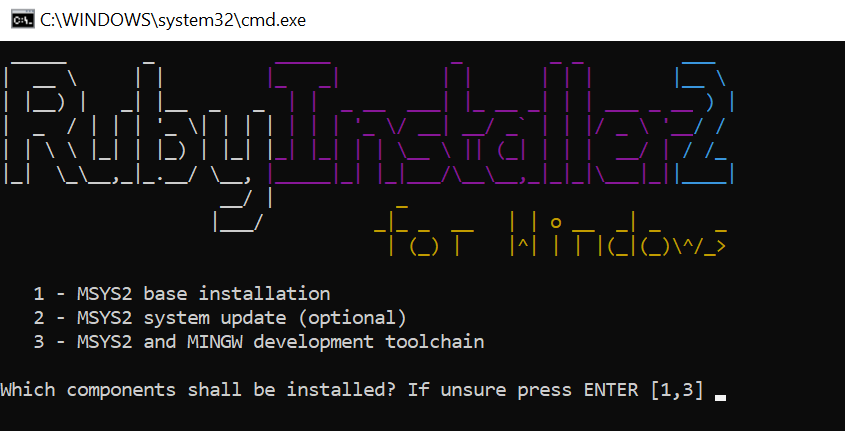 C:\WINDOWS\system32\cmd.exe
RubyInstaller2
for Windows
1 - MSYS2 base installation
2 - MSYS2 system update (optional)
3 - MSYS2 and MINGW development toolchain
Which components shall be installed? If unsure press ENTER [1,3]